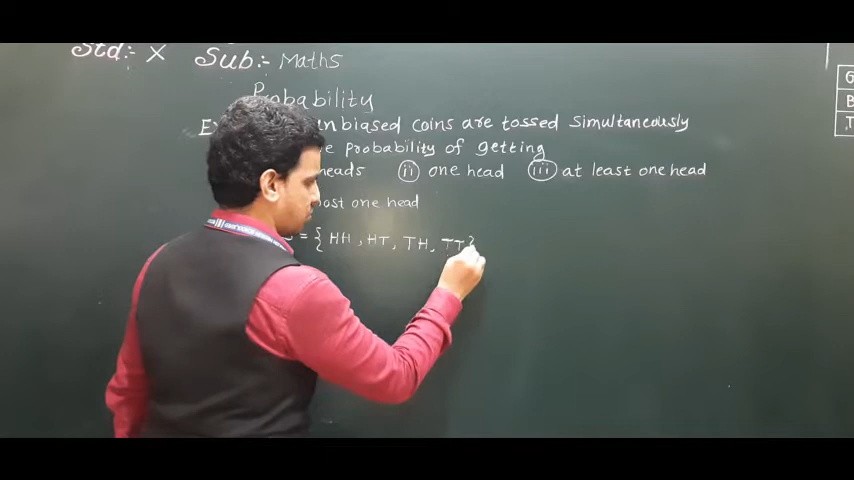 Std:- X Sub:- Maths
Probability
unbiased coins are tossed simultaneously
probability of getting
heads (ii) one head (iii) at least one head
most one head
= { HH , HT , TH , TT }
G
B
T